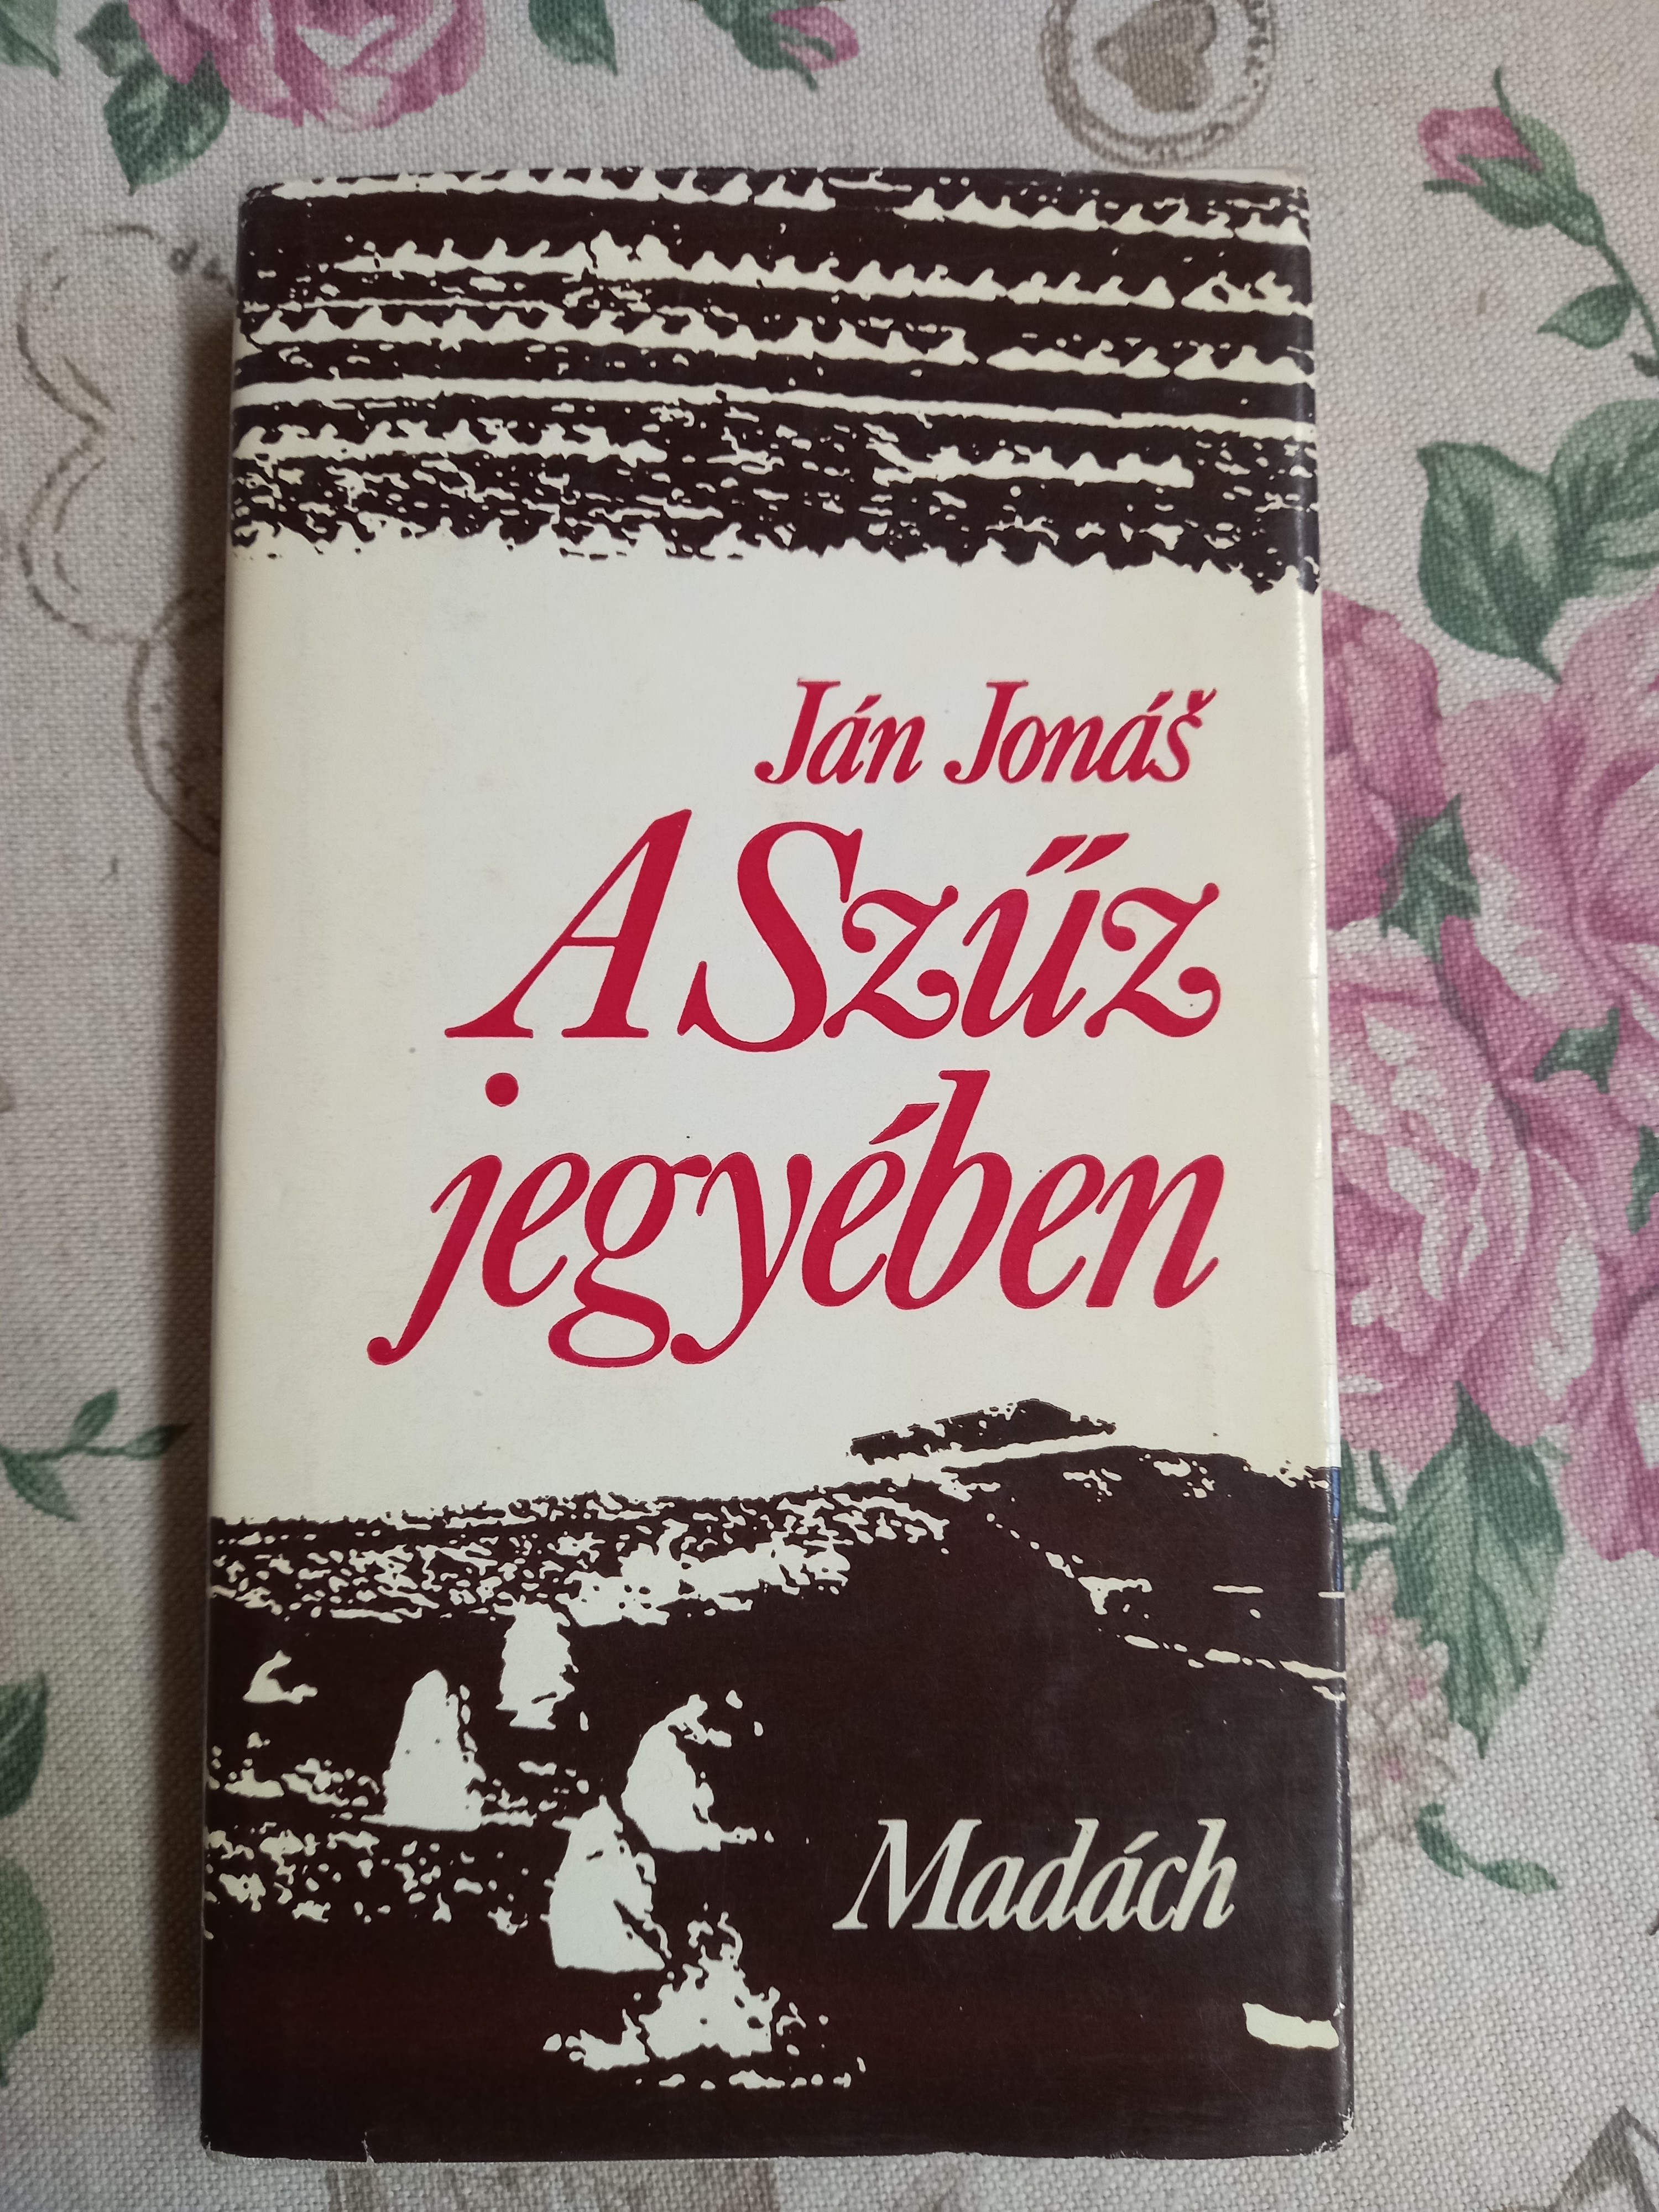 Ján Jonáš
A Szűz
jegyében
Madách